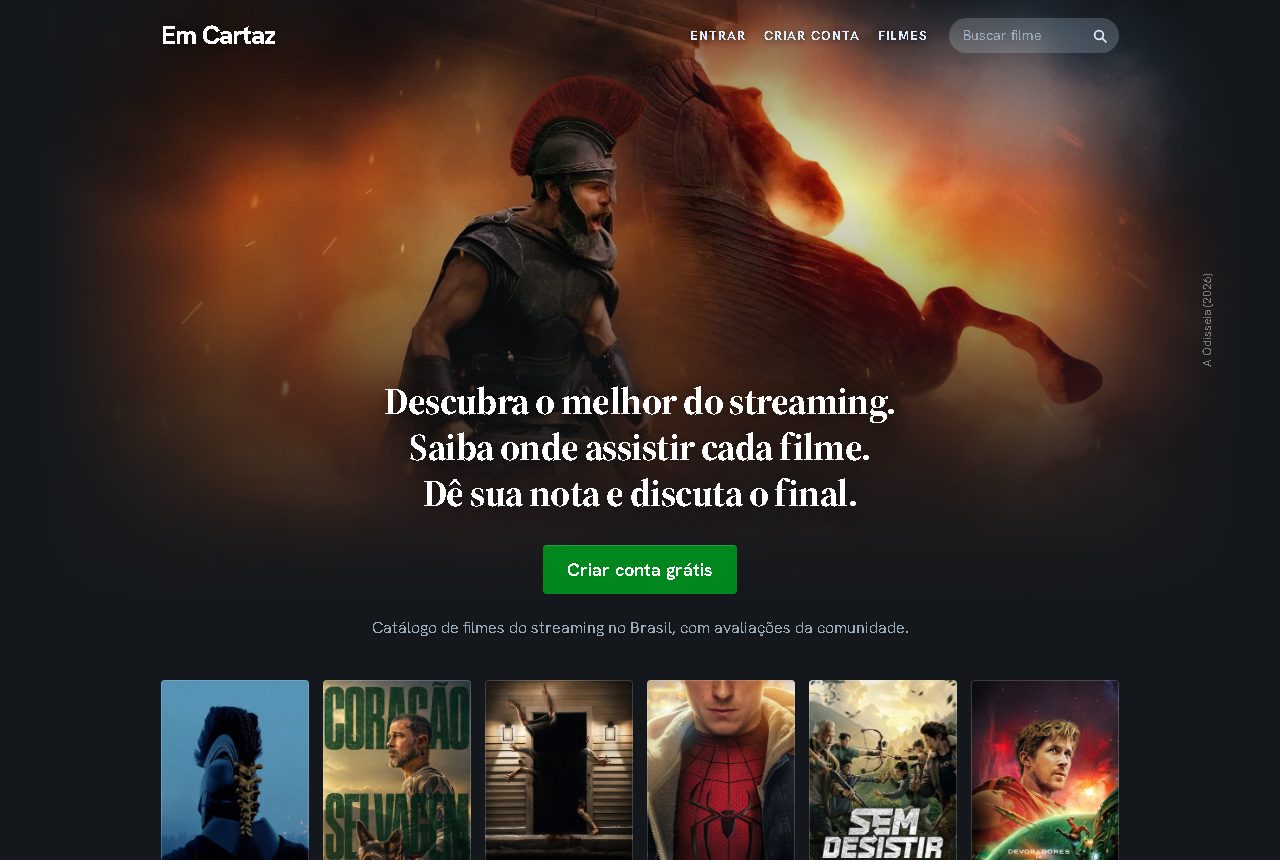 Em Cartaz
ENTRAR
CRIAR CONTA
FILMES
Buscar filme
A Odisseia (2026)
Descubra o melhor do streaming.
Saiba onde assistir cada filme.
Dê sua nota e discuta o final.
Criar conta grátis
Catálogo de filmes do streaming no Brasil, com avaliações da comunidade.
CORAÇÃO
SELVAGEM
SEM
DESISTIR
DEVORADORES